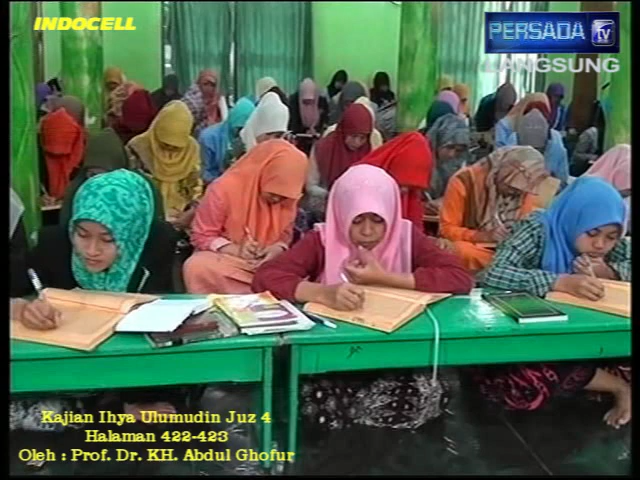 INDOCELL
PERSADA tv
LANGSUNG
Kajian Ihya Ulumudin Juz 4
Halaman 422-423
Oleh : Prof. Dr. KH. Abdul Ghofur